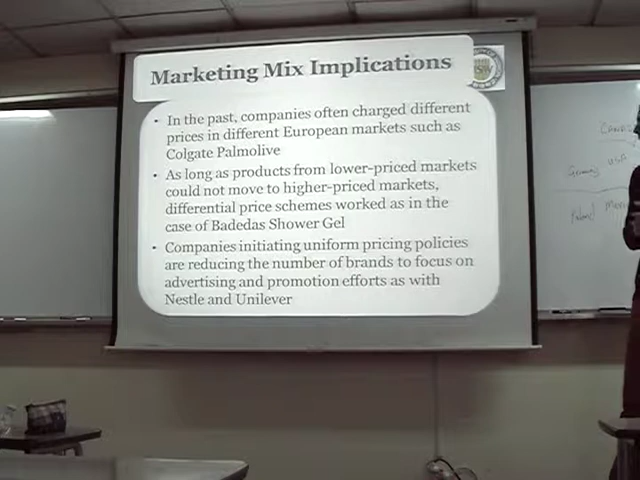 Marketing Mix Implications
• In the past, companies often charged different
prices in different European markets such as
Colgate Palmolive
• As long as products from lower-priced markets
could not move to higher-priced markets,
differential price schemes worked as in the
case of Badedas Shower Gel
• Companies initiating uniform pricing policies
are reducing the number of brands to focus on
advertising and promotion efforts as with
Nestle and Unilever
USA